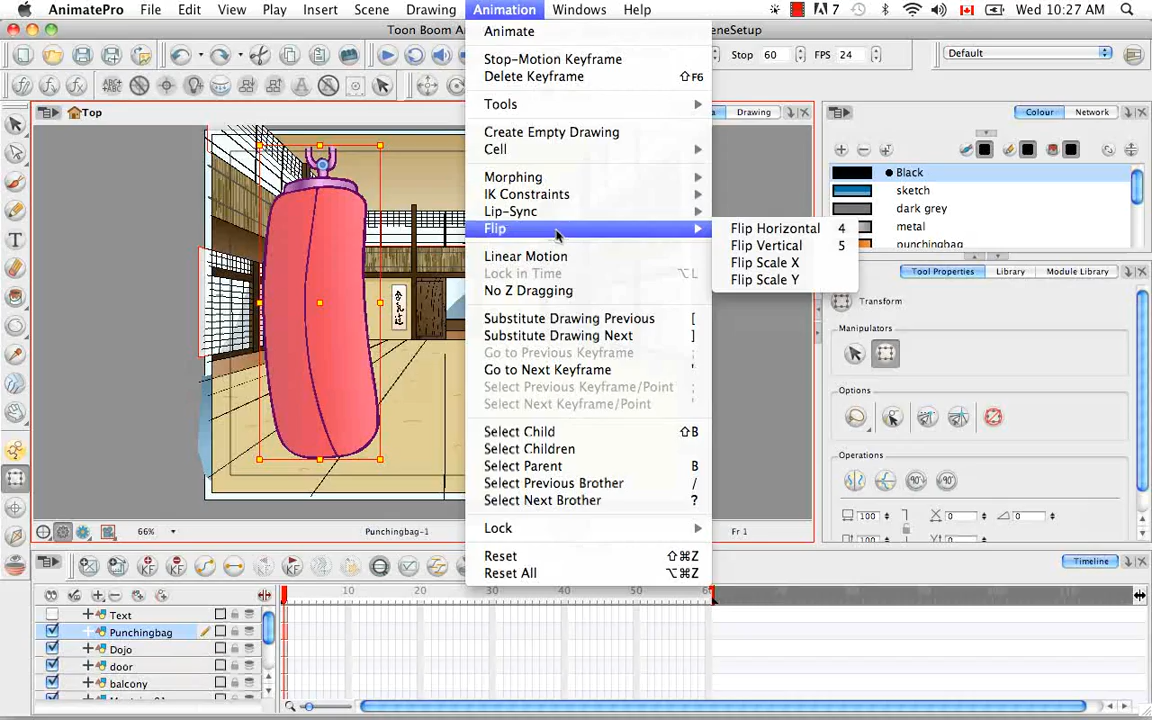 AnimatePro File Edit View Play Insert Scene Drawing Animation Windows Help 7 Wed 10:27 AM
Toon Boom An
eneSetup
Stop 60 FPS 24 Default
Top
Drawing
Colour Network
Animate
Stop-Motion Keyframe
Delete Keyframe ⇧F6
Tools
Create Empty Drawing
Cell
Morphing
IK Constraints
Lip-Sync
Flip
Linear Motion
Lock in Time ⌥L
No Z Dragging
Substitute Drawing Previous [
Substitute Drawing Next ]
Go to Previous Keyframe ;
Go to Next Keyframe '
Select Previous Keyframe/Point ;
Select Next Keyframe/Point '
Select Child ⇧B
Select Children
Select Parent B
Select Previous Brother /
Select Next Brother ?
Lock
Reset ⇧⌘Z
Reset All ⌥⌘Z
Flip Horizontal 4
Flip Vertical 5
Flip Scale X
Flip Scale Y
Black
sketch
dark grey
metal
punchingbag
Tool Properties Library Module Library
Transform
Manipulators
Options
Operations
100 X 0 0
合氣道
66% Punchingbag-1 Fr 1
Timeline
10 20 30 40 50 60
Text
Punchingbag
Dojo
door
balcony